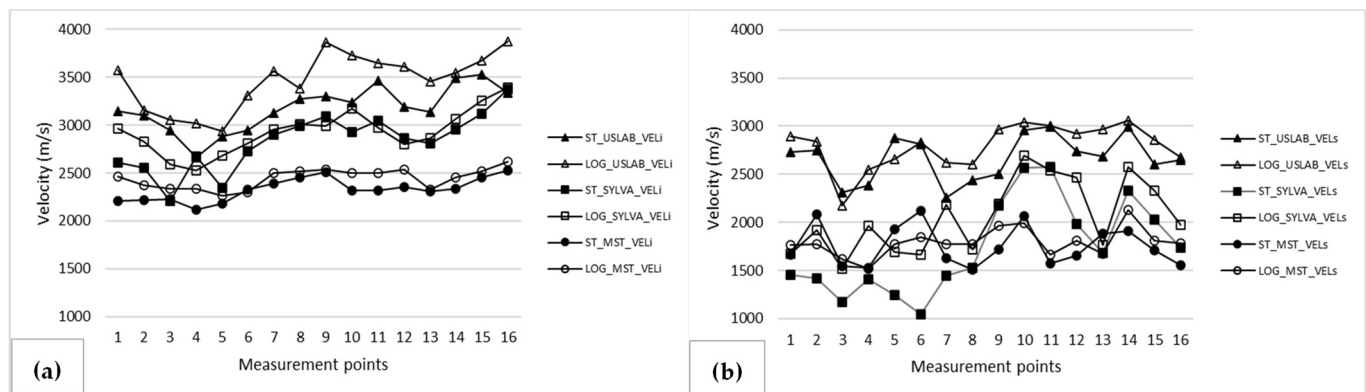 4000
3500
3000
2500
2000
1500
1000
Velocity (m/s)
1 2 3 4 5 6 7 8 9 10 11 12 13 14 15 16
Measurement points
ST_USLAB_VELi
LOG_USLAB_VELi
ST_SYLVA_VELi
LOG_SYLVA_VELi
ST_MST_VELi
LOG_MST_VELi
(a)
4000
3500
3000
2500
2000
1500
1000
Velocity (m/s)
1 2 3 4 5 6 7 8 9 10 11 12 13 14 15 16
Measurement points
ST_USLAB_VELs
LOG_USLAB_VELs
ST_SYLVA_VELs
LOG_SYLVA_VELs
ST_MST_VELs
LOG_MST_VELs
(b)